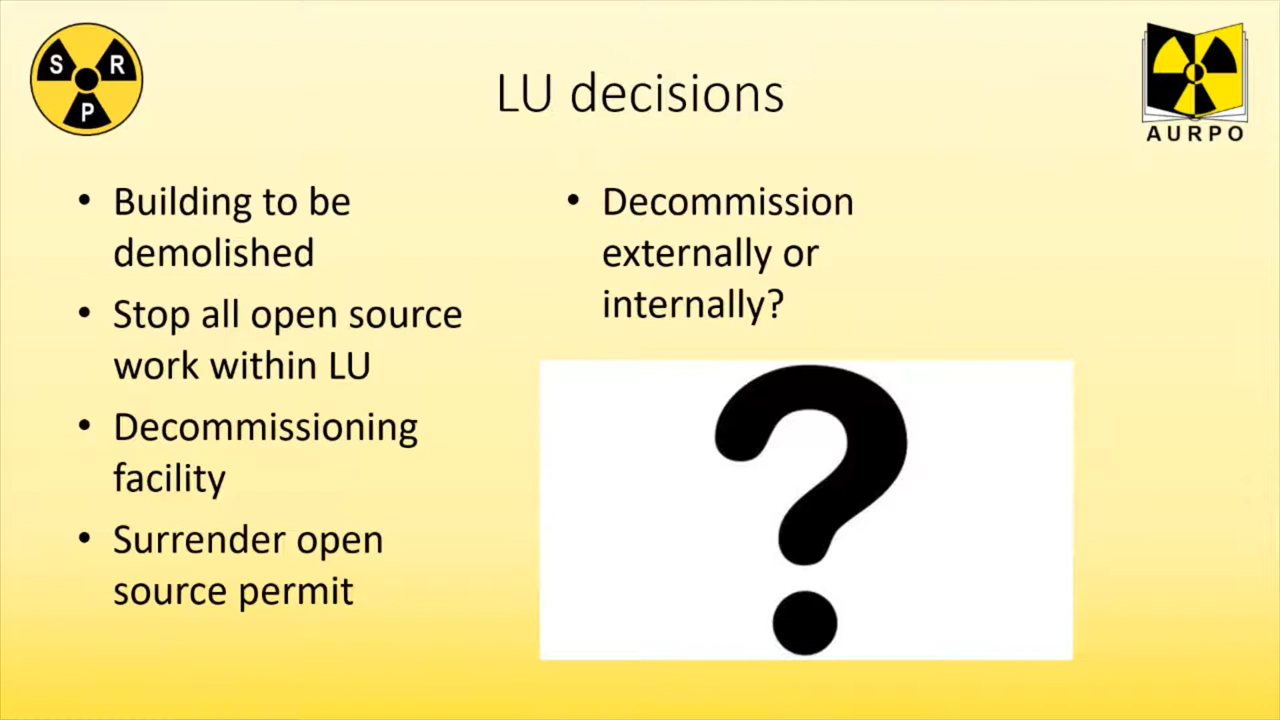 S R
P
LU decisions
AURPO
• Building to be
demolished
• Stop all open source
work within LU
• Decommissioning
facility
• Surrender open
source permit
• Decommission
externally or
internally?
?